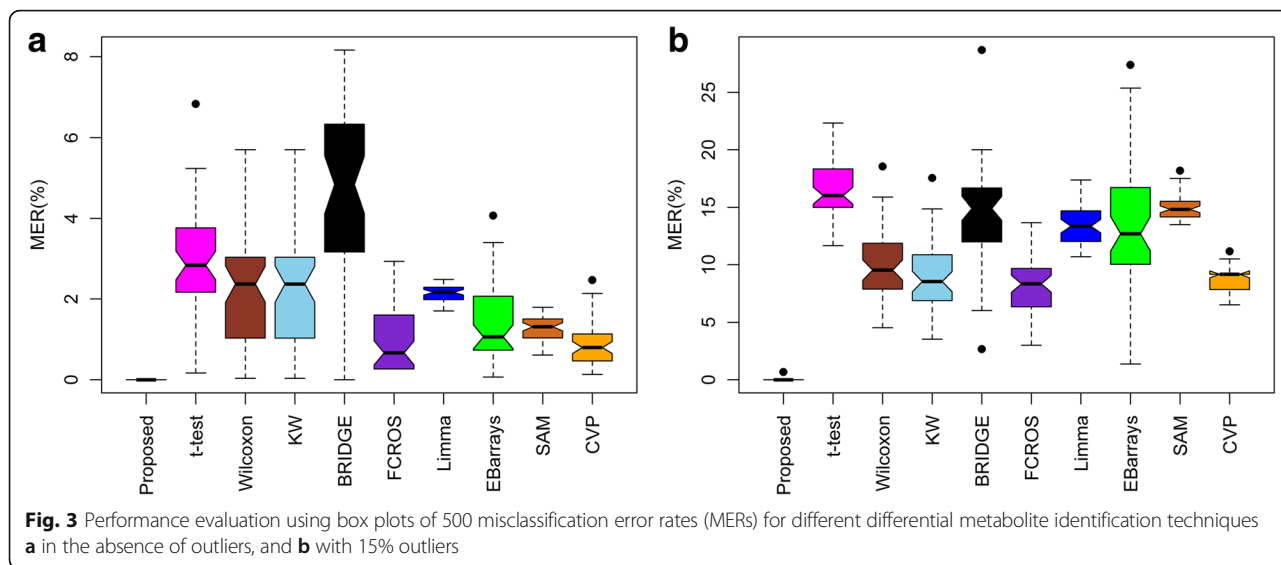 a
MER(%)
8
6
4
2
0
Proposed
t-test
Wilcoxon
KW
BRIDGE
FCROS
Limma
EBarrays
SAM
CVP
b
MER(%)
25
20
15
10
5
0
Proposed
t-test
Wilcoxon
KW
BRIDGE
FCROS
Limma
EBarrays
SAM
CVP
Fig. 3 Performance evaluation using box plots of 500 misclassification error rates (MERs) for different differential metabolite identification techniques
a in the absence of outliers, and b with 15% outliers